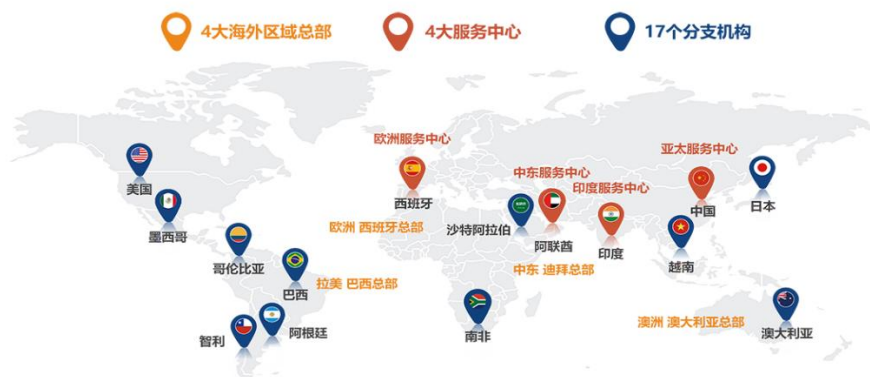 4大海外区域总部
4大服务中心
17个分支机构
欧洲服务中心
亚太服务中心
中东服务中心
印度服务中心
美国
西班牙
中国
日本
墨西哥
欧洲 西班牙总部
沙特阿拉伯
阿联酋
印度
哥伦比亚
中东 迪拜总部
越南
巴西
拉美 巴西总部
智利
阿根廷
南非
澳洲 澳大利亚总部
澳大利亚